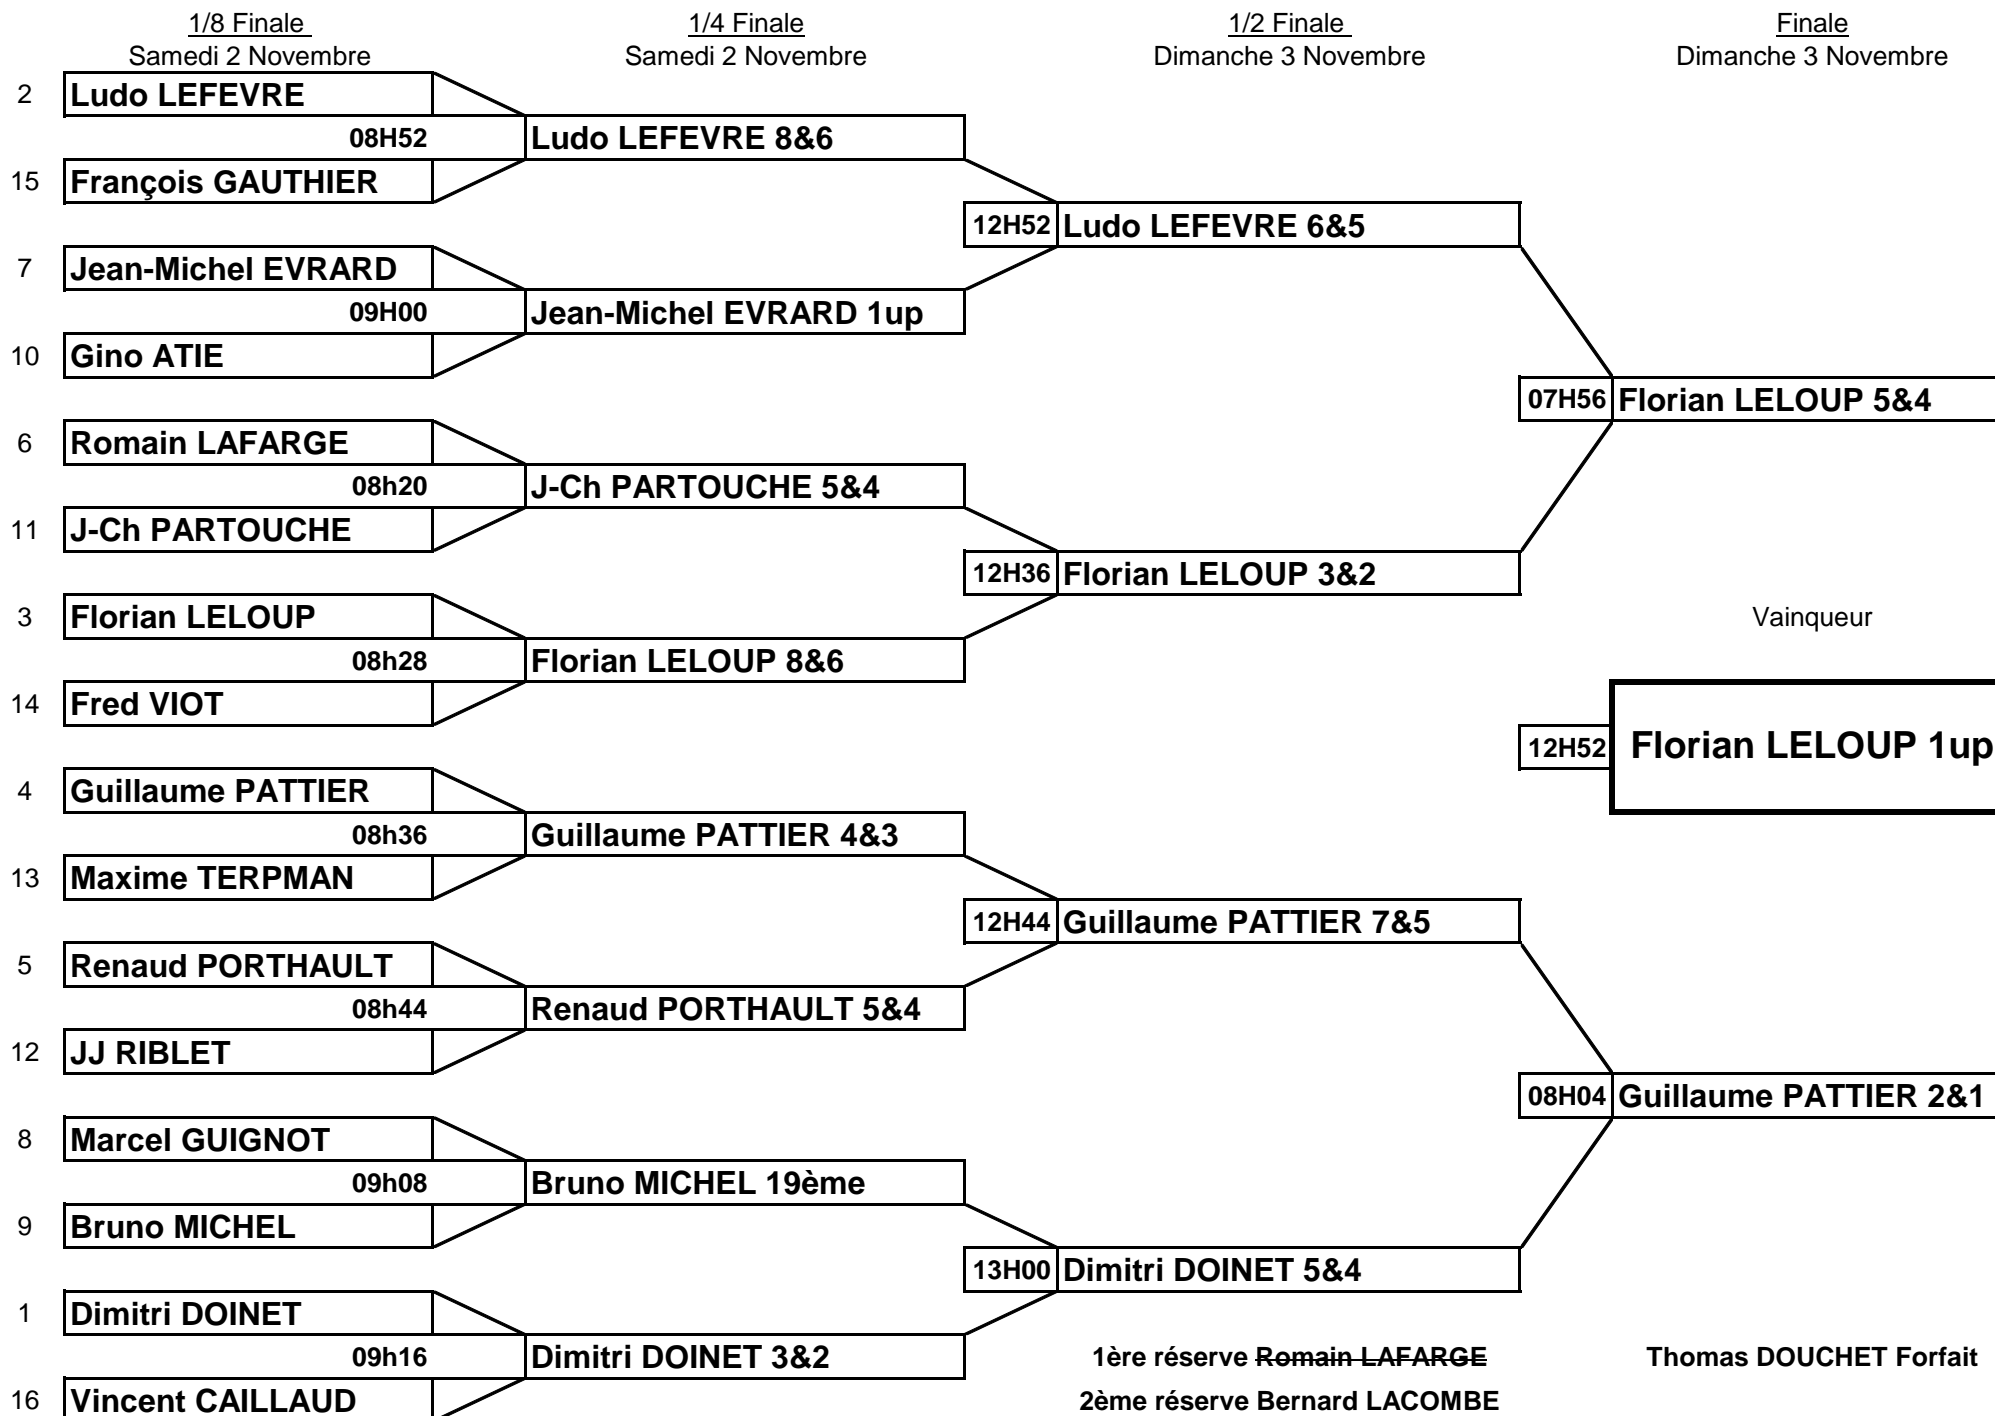 1/8 Finale 1/4 Finale 1/2 Finale Finale
Samedi 2 Novembre Samedi 2 Novembre Dimanche 3 Novembre Dimanche 3 Novembre
2 Ludo LEFEVRE
08H52 Ludo LEFEVRE 8&6
15 François GAUTHIER
12H52 Ludo LEFEVRE 6&5
7 Jean-Michel EVRARD
09H00 Jean-Michel EVRARD 1up
10 Gino ATIE
07H56 Florian LELOUP 5&4
6 Romain LAFARGE
08h20 J-Ch PARTOUCHE 5&4
11 J-Ch PARTOUCHE
12H36 Florian LELOUP 3&2
3 Florian LELOUP Vainqueur
08h28 Florian LELOUP 8&6
14 Fred VIOT
12H52 Florian LELOUP 1up
4 Guillaume PATTIER
08h36 Guillaume PATTIER 4&3
13 Maxime TERPMAN
12H44 Guillaume PATTIER 7&5
5 Renaud PORTHAULT
08h44 Renaud PORTHAULT 5&4
12 JJ RIBLET
08H04 Guillaume PATTIER 2&1
8 Marcel GUIGNOT
09h08 Bruno MICHEL 19ème
9 Bruno MICHEL
13H00 Dimitri DOINET 5&4
1 Dimitri DOINET
09h16 Dimitri DOINET 3&2 1ère réserve Romain LAFARGE Thomas DOUCHET Forfait
16 Vincent CAILLAUD 2ème réserve Bernard LACOMBE